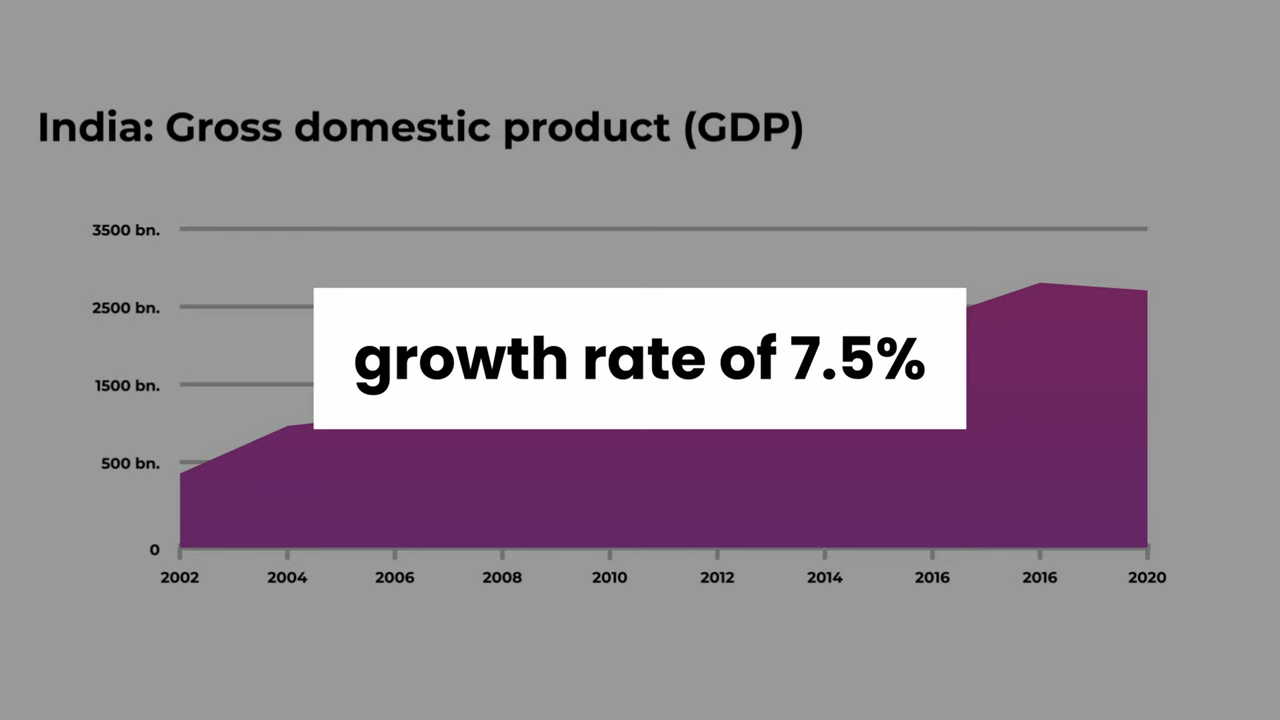 India: Gross domestic product (GDP)
3500 bn.
2500 bn.
growth rate of 7.5%
1500 bn.
500 bn.
0
2002 2004 2006 2008 2010 2012 2014 2016 2016 2020